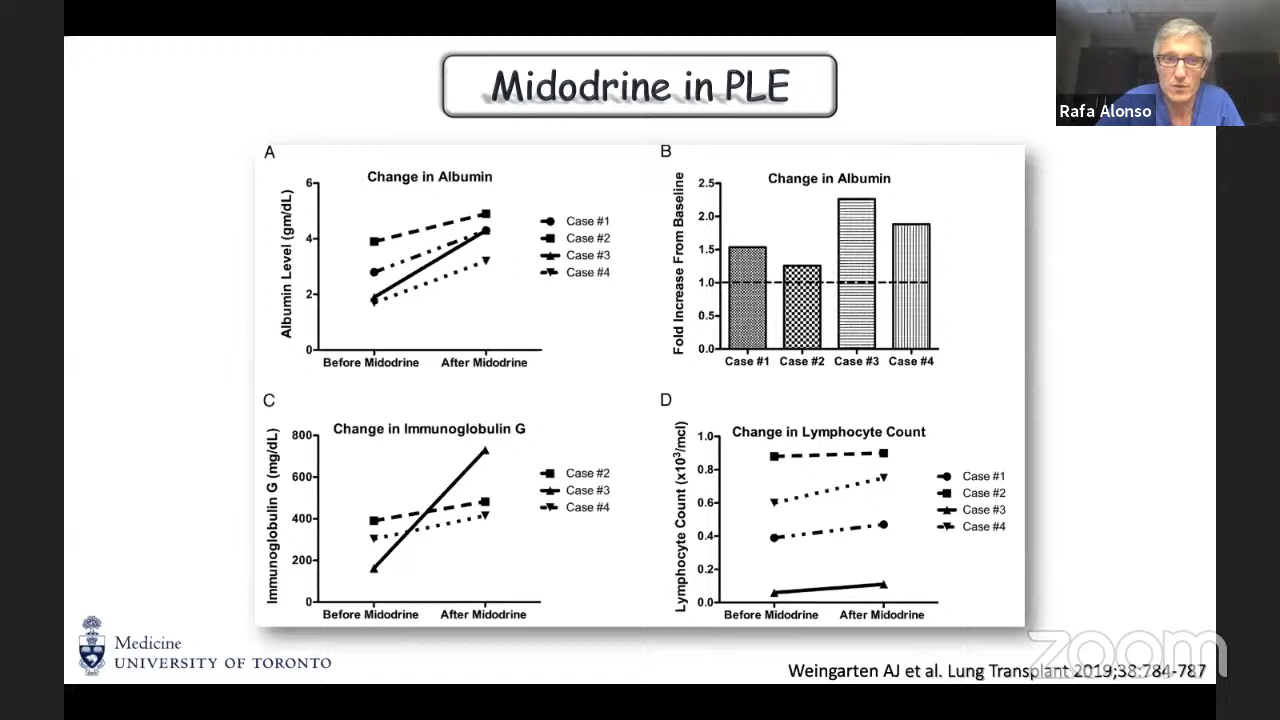 Midodrine in PLE
Rafa Alonso
A
Change in Albumin
Albumin Level (gm/dL)
6
4
2
0
Before Midodrine
After Midodrine
Case #1
Case #2
Case #3
Case #4
B
Change in Albumin
Fold Increase From Baseline
2.5
2.0
1.5
1.0
0.5
0.0
Case #1
Case #2
Case #3
Case #4
C
Change in Immunoglobulin G
Immunoglobulin G (mg/dL)
800
600
400
200
0
Before Midodrine
After Midodrine
Case #2
Case #3
Case #4
D
Change in Lymphocyte Count
Lymphocyte Count (x10³/mcl)
1.0
0.8
0.6
0.4
0.2
0.0
Before Midodrine
After Midodrine
Case #1
Case #2
Case #3
Case #4
Medicine
UNIVERSITY OF TORONTO
zoom
Weingarten AJ et al. Lung Transplant 2019;38:784-787